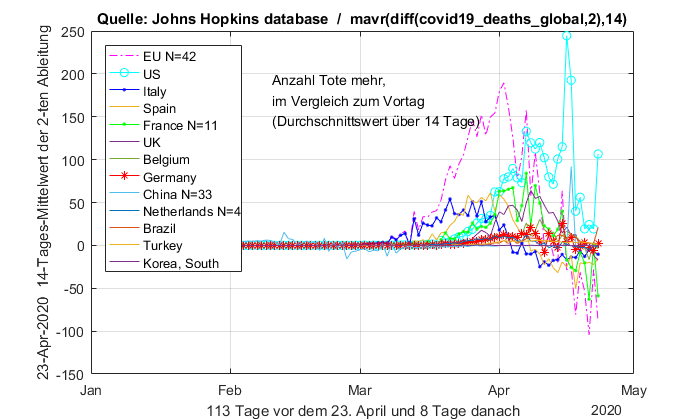 Quelle: Johns Hopkins database / mavr(diff(covid19_deaths_global,2),14)
23-Apr-2020 14-Tages-Mittelwert der 2-ten Ableitung
250
200
150
100
50
0
-50
-100
-150
EU N=42
US
Italy
Spain
France N=11
UK
Belgium
Germany
China N=33
Netherlands N=4
Brazil
Turkey
Korea, South
Anzahl Tote mehr,
im Vergleich zum Vortag
(Durchschnittswert über 14 Tage)
Jan Feb Mar Apr May
2020
113 Tage vor dem 23. April und 8 Tage danach